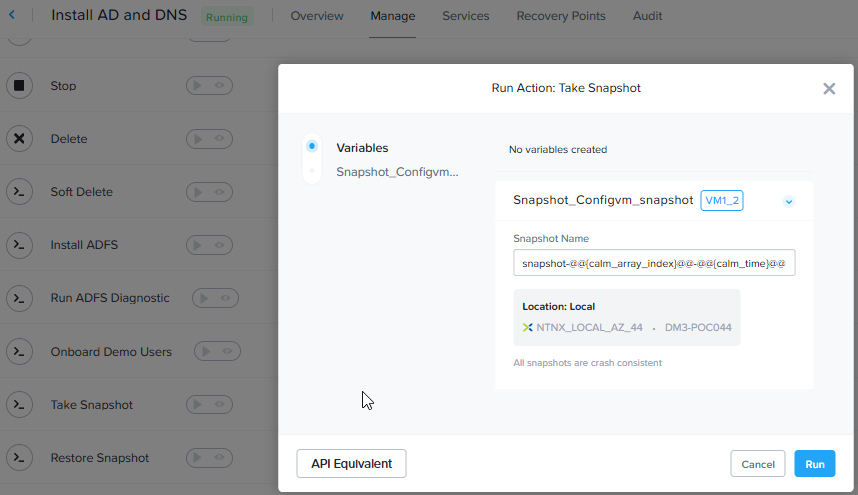 Install AD and DNS
Running
Overview
Manage
Services
Recovery Points
Audit
Stop
Delete
Soft Delete
Install ADFS
Run ADFS Diagnostic
Onboard Demo Users
Take Snapshot
Restore Snapshot
Run Action: Take Snapshot
Variables
Snapshot_Configvm...
No variables created
Snapshot_Configvm_snapshot
VM1_2
Snapshot Name
snapshot-@@{calm_array_index}@@-@@{calm_time}@@
Location: Local
NTNX_LOCAL_AZ_44 • DM3-POC044
All snapshots are crash consistent
API Equivalent
Cancel
Run